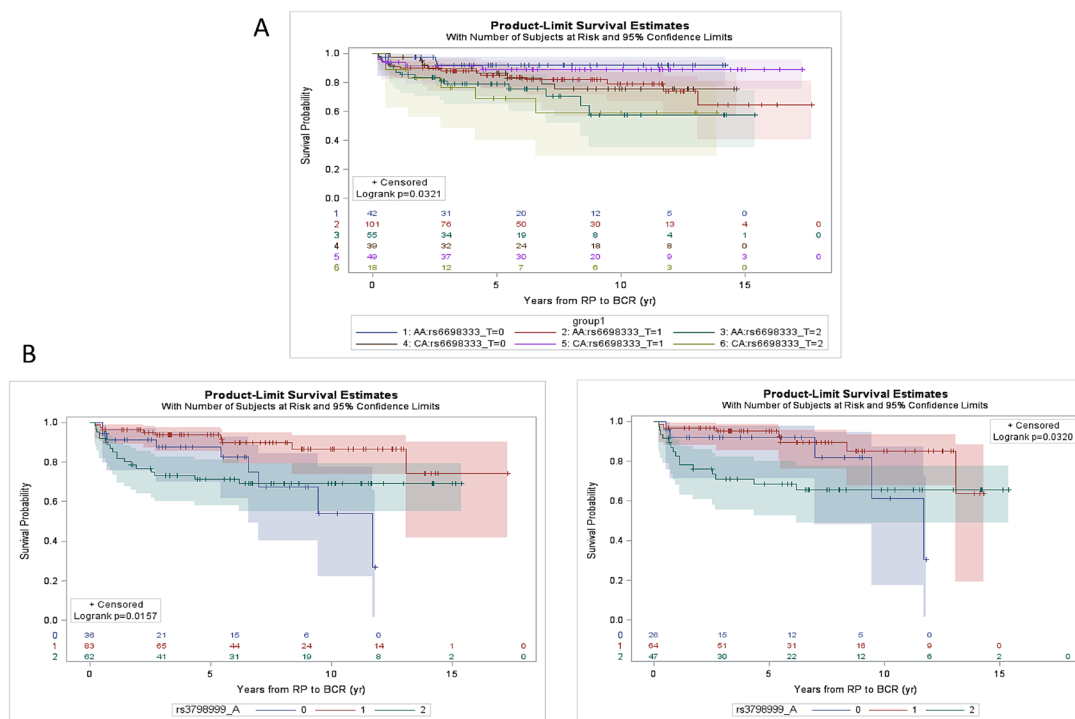 A
Product-Limit Survival Estimates
With Number of Subjects at Risk and 95% Confidence Limits
1.0
0.8
0.6
0.4
0.2
0.0
Survival Probability
+ Censored
Logrank p=0.0321
1 42 31 20 12 5 0
2 101 76 50 30 13 4 0
3 55 34 19 8 4 1 0
4 39 32 24 18 8 0
5 49 37 30 20 9 3 0
6 18 12 7 6 3 0
0 5 10 15
Years from RP to BCR (yr)
group1
1: AA:rs6698333_T=0 2: AA:rs6698333_T=1 3: AA:rs6698333_T=2
4: CA:rs6698333_T=0 5: CA:rs6698333_T=1 6: CA:rs6698333_T=2
B
Product-Limit Survival Estimates
With Number of Subjects at Risk and 95% Confidence Limits
1.0
0.8
0.6
0.4
0.2
0.0
Survival Probability
+ Censored
Logrank p=0.0157
0 36 21 15 6 0
1 83 65 44 24 14 1 0
2 62 41 31 19 8 2 0
0 5 10 15
Years from RP to BCR (yr)
rs3798999_A 0 1 2
Product-Limit Survival Estimates
With Number of Subjects at Risk and 95% Confidence Limits
+ Censored
Logrank p=0.0320
1.0
0.8
0.6
0.4
0.2
0.0
Survival Probability
0 26 15 12 5 0
1 64 51 31 16 9 0
2 47 30 22 12 6 2 0
0 5 10 15
Years from RP to BCR (yr)
rs3798999_A 0 1 2